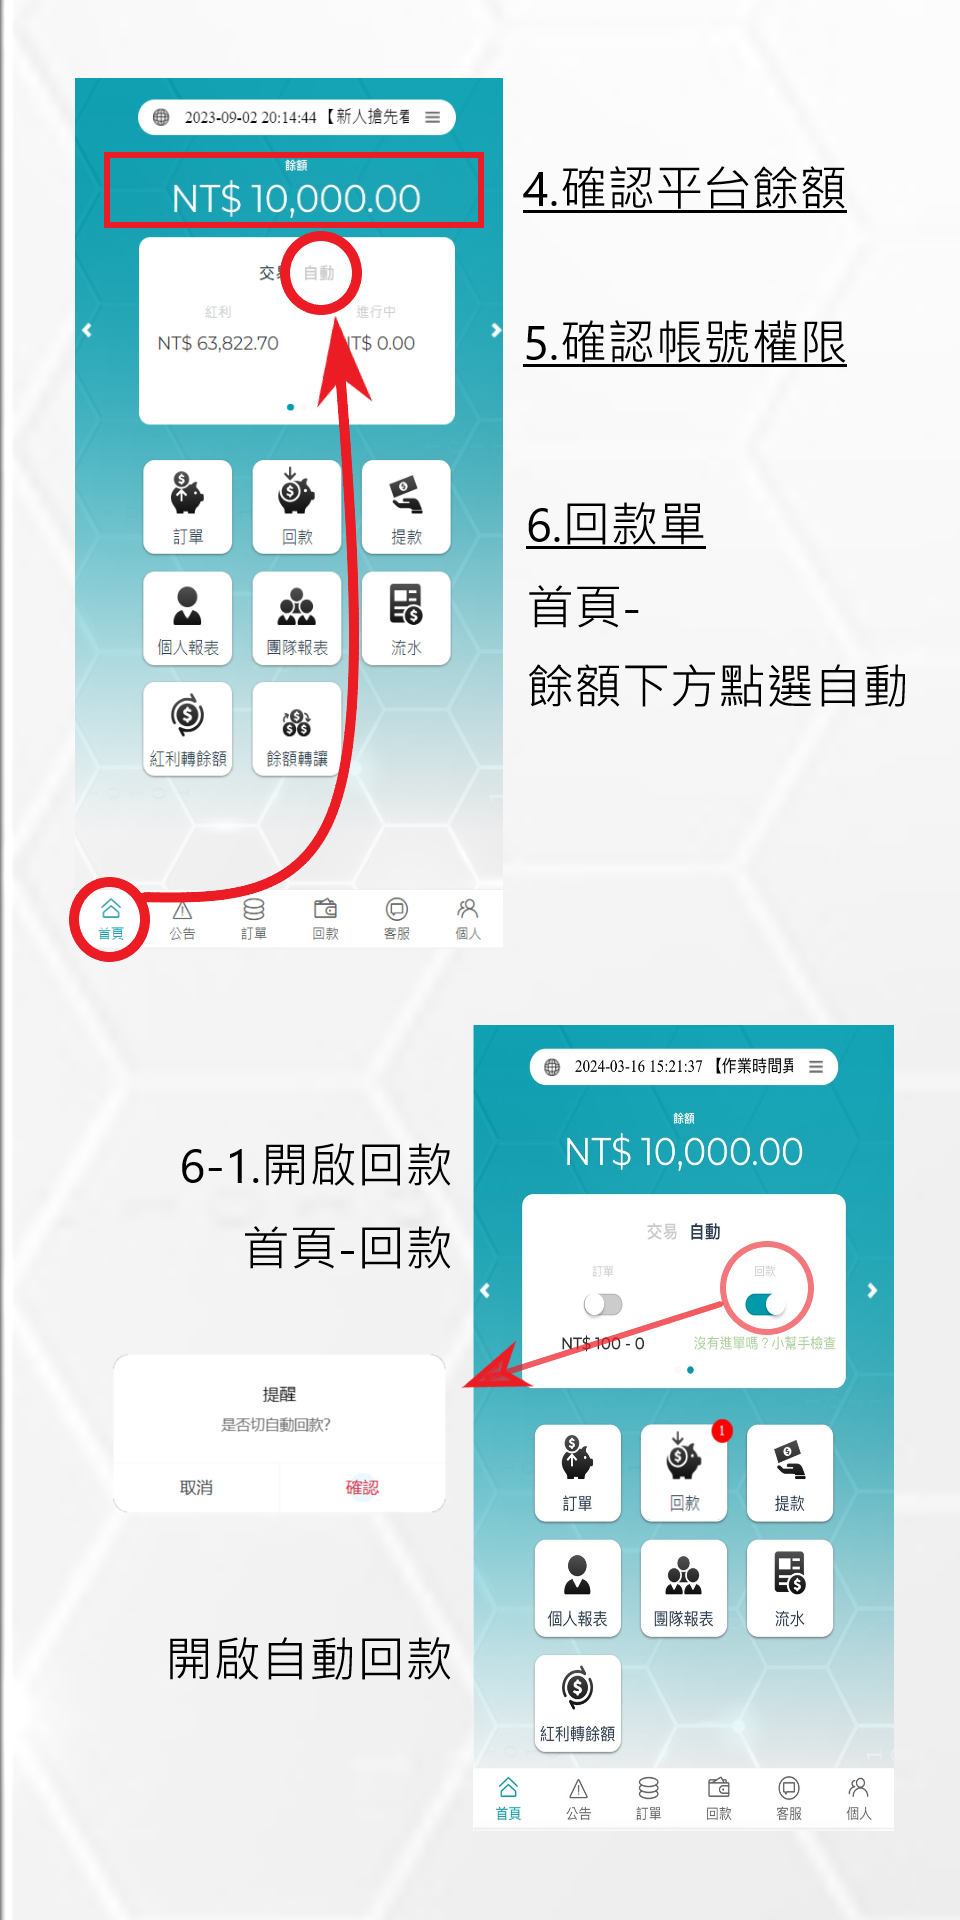 2023-09-02 20:14:44 【新人搶先看
餘額
NT$ 10,000.00
4.確認平台餘額
交易 自動
紅利 進行中
NT$ 63,822.70 NT$ 0.00
5.確認帳號權限
訂單 回款 提款
6.回款單
首頁-
餘額下方點選自動
個人報表 團隊報表 流水
紅利轉餘額 餘額轉讓
首頁 公告 訂單 回款 客服 個人
2024-03-16 15:21:37 【作業時間異
餘額
NT$ 10,000.00
6-1.開啟回款
首頁-回款
交易 自動
訂單 回款
NT$ 100 - 0 沒有進單嗎？小幫手檢查
提醒
是否切自動回款?
取消 確認
1
訂單 回款 提款
個人報表 團隊報表 流水
開啟自動回款
紅利轉餘額
首頁 公告 訂單 回款 客服 個人